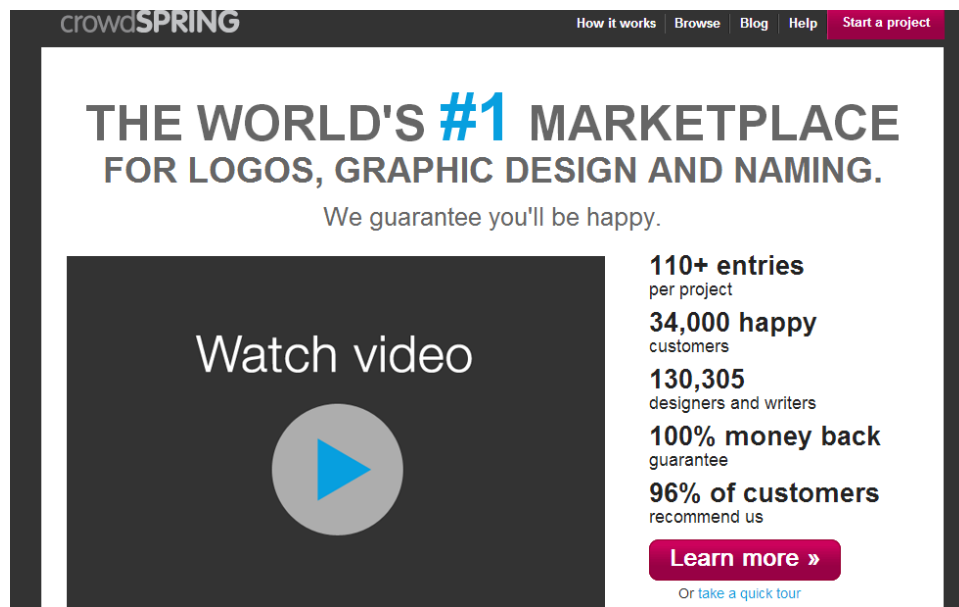 crowdSPRING
How it works Browse Blog Help Start a project
THE WORLD'S #1 MARKETPLACE
FOR LOGOS, GRAPHIC DESIGN AND NAMING.
We guarantee you'll be happy.
Watch video
110+ entries
per project
34,000 happy
customers
130,305
designers and writers
100% money back
guarantee
96% of customers
recommend us
Learn more »
Or take a quick tour